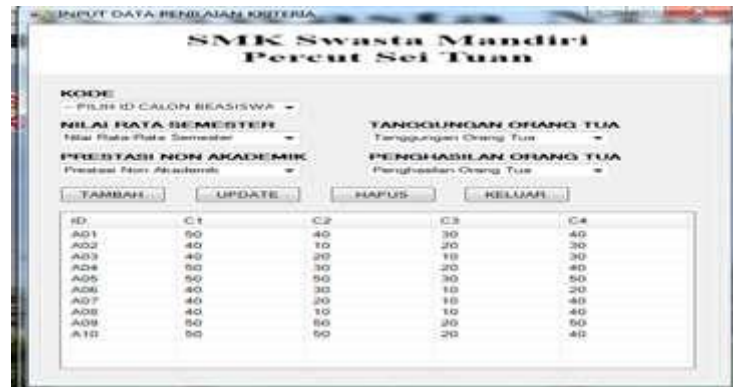 INPUT DATA PENILAIAN KRITERIA
SMK Swasta Mandiri
Percut Sei Tuan
KODE
-- PILIH ID CALON BEASISWA
NILAI RATA SEMESTER TANGGUNGAN ORANG TUA
Nilai Rata-Rata Semester Tanggungan Orang Tua
PRESTASI NON AKADEMIK PENGHASILAN ORANG TUA
Prestasi Non Akademik Penghasilan Orang Tua
TAMBAH UPDATE HAPUS KELUAR
ID C1 C2 C3 C4
A01 50 40 30 40
A02 40 10 20 30
A03 40 20 10 30
A04 50 30 20 40
A05 50 50 30 50
A06 40 30 10 20
A07 40 20 10 40
A08 40 10 10 40
A09 50 50 20 50
A10 50 50 20 40